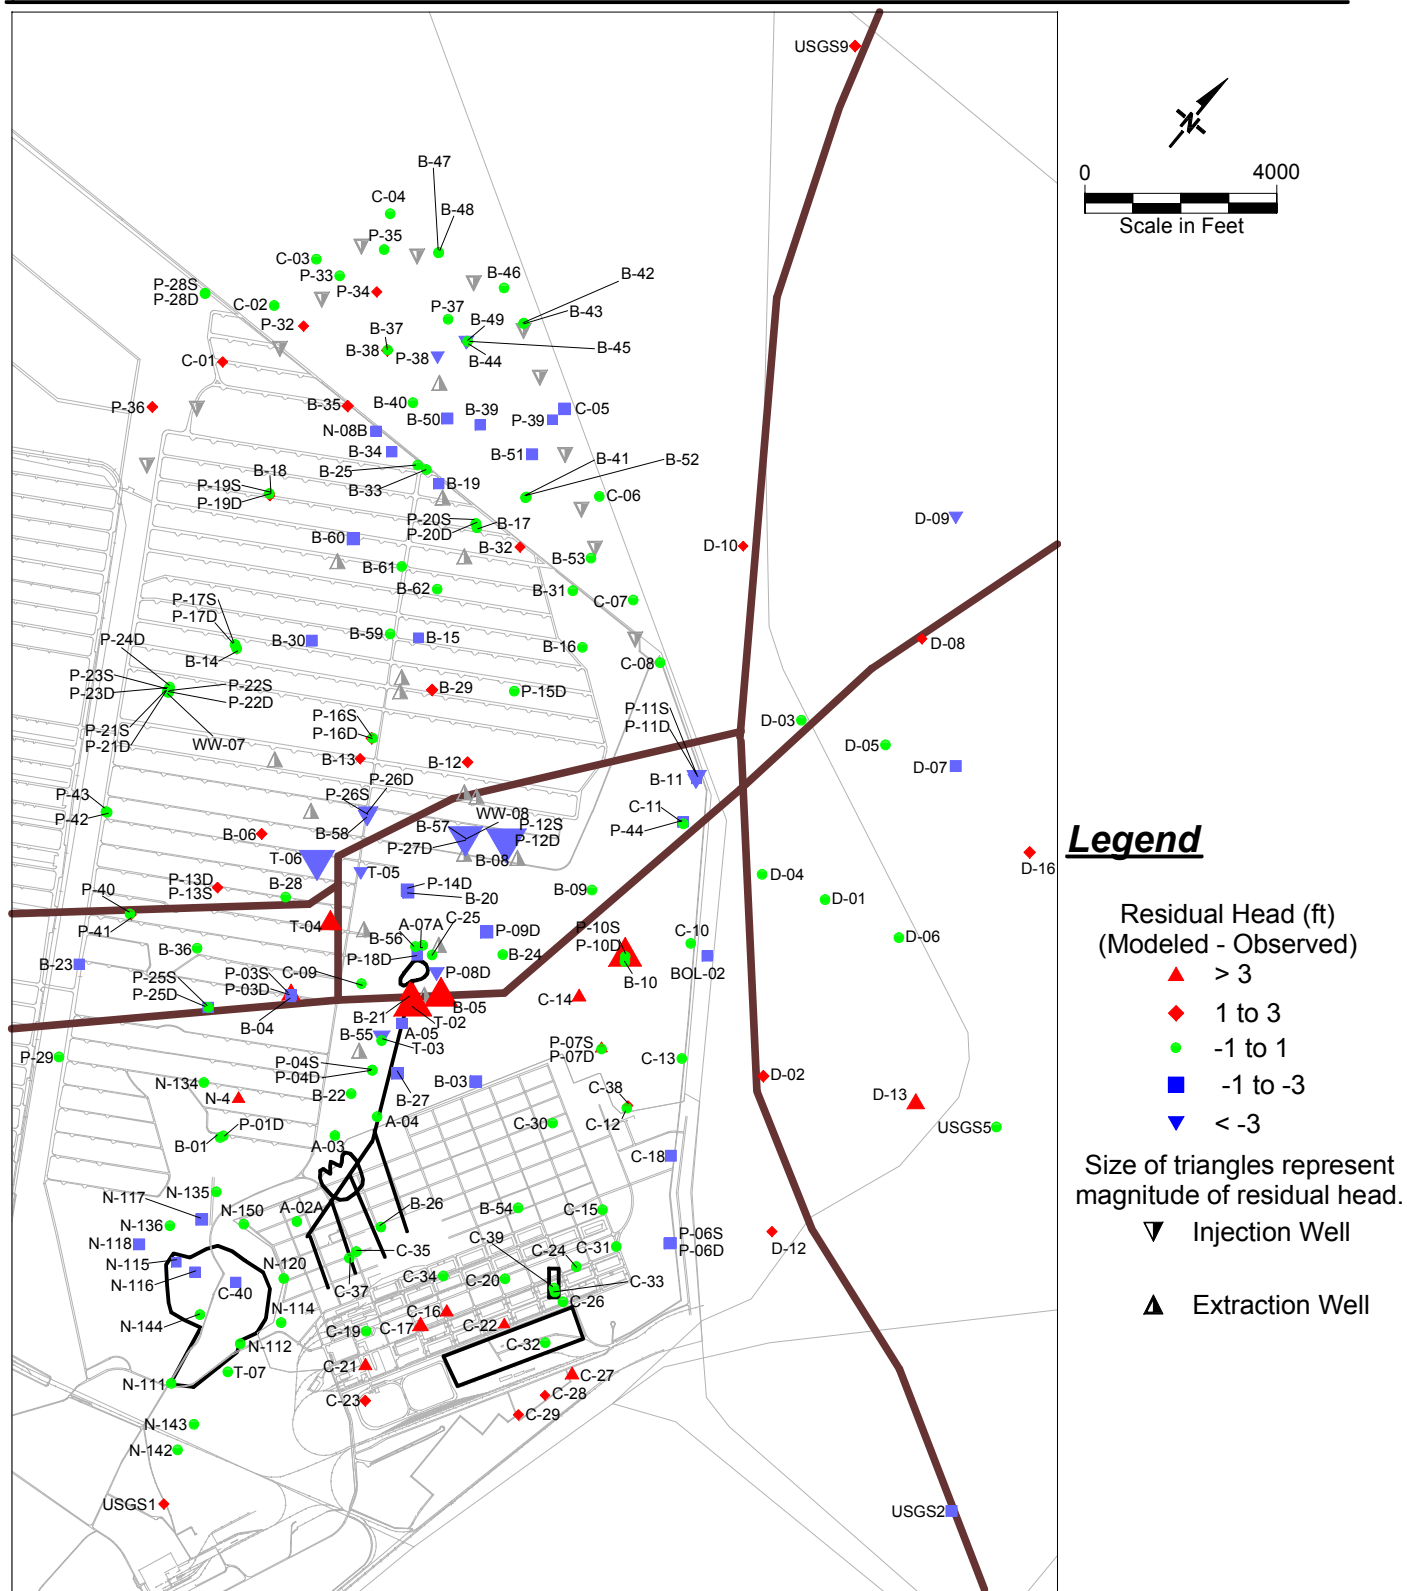 USGS9
N
0 4000
Scale in Feet
B-47
C-04
B-48
P-35
C-03
P-33
B-46
B-42
P-28S
P-28D
P-34
C-02
P-37
B-49
B-43
P-32
B-37
B-38
P-38
B-44
B-45
C-01
P-36
B-35
B-40
B-50
B-39
P-39
C-05
N-08B
B-34
B-51
B-41
B-52
B-18
B-25
P-19S
P-19D
B-33
B-19
C-06
P-20S
P-20D
B-17
D-09
B-60
B-32
D-10
B-53
B-61
B-62
B-31
C-07
P-17S
P-17D
P-24D
B-30
B-59
B-15
B-16
D-08
B-14
C-08
P-23S
P-23D
P-22S
P-22D
B-29
P-15D
P-11S
P-11D
P-21S
P-21D
WW-07
P-16S
P-16D
D-03
D-05
B-13
B-12
B-11
D-07
P-26D
P-43
P-42
P-26S
C-11
P-44
WW-08
B-06
B-58
B-57
P-12S
P-12D
P-27D
B-08
Legend
T-06
T-05
D-16
P-13D
P-13S
B-28
P-14D
B-20
B-09
D-04
D-01
P-40
P-41
T-04
C-25
A-07A
P-09D
P-10S
P-10D
C-10
D-06
B-36
B-56
P-18D
B-24
B-10
BOL-02
B-23
P-03S
P-03D
C-09
P-08D
P-25S
P-25D
B-04
B-21
B-05
C-14
T-02
A-05
B-55
T-03
P-29
P-07S
P-07D
C-13
P-04S
P-04D
N-134
B-03
D-02
N-4
B-22
B-27
C-38
D-13
A-04
C-12
B-01
P-01D
A-03
C-30
USGS5
C-18
N-117
N-135
N-150
A-02A
B-26
B-54
C-15
N-136
C-39
P-06S
P-06D
D-12
N-118
C-35
C-24
C-31
N-115
N-116
N-120
C-34
C-20
C-33
C-40
C-37
C-26
N-114
C-16
N-144
C-19
C-17
C-22
N-112
C-32
T-07
C-21
C-27
N-111
C-23
C-28
C-29
N-143
N-142
USGS1
USGS2
Residual Head (ft)
(Modeled - Observed)
> 3
1 to 3
-1 to 1
-1 to -3
< -3
Size of triangles represent
magnitude of residual head.
Injection Well
Extraction Well